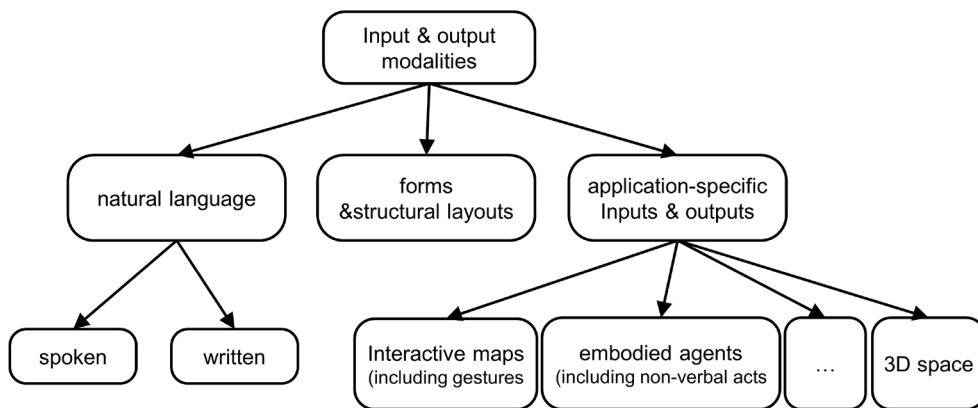 Input & output
modalities
natural language
forms
&structural layouts
application-specific
Inputs & outputs
spoken
written
Interactive maps
(including gestures
embodied agents
(including non-verbal acts
...
3D space